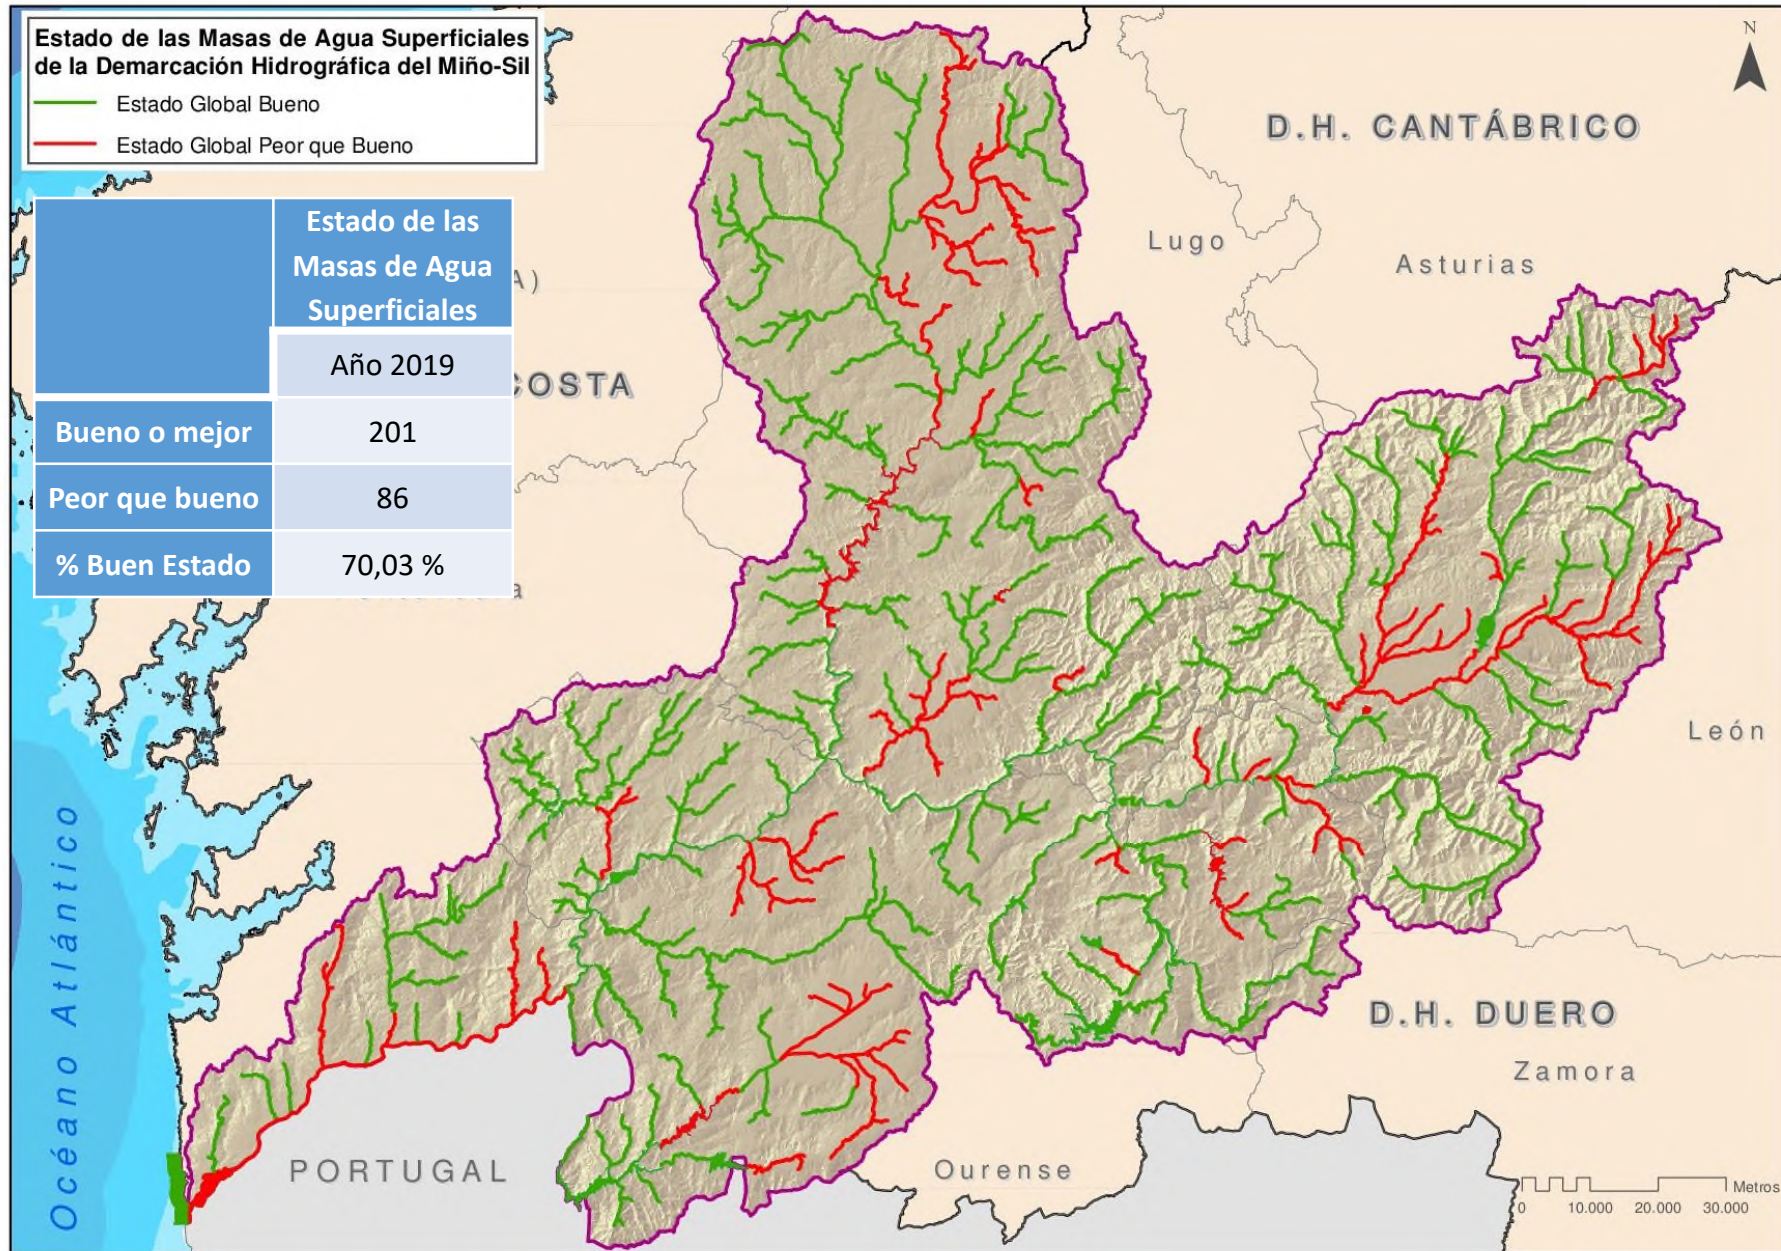 Estado de las Masas de Agua Superficiales
de la Demarcación Hidrográfica del Miño-Sil
Estado Global Bueno
Estado Global Peor que Bueno
N
D.H. CANTÁBRICO
Estado de las
Masas de Agua
Superficiales
Año 2019
Bueno o mejor
201
Peor que bueno
86
% Buen Estado
70,03 %
A)
COSTA
Lugo
Asturias
León
Océano Atlántico
D.H. DUERO
Zamora
PORTUGAL
Ourense
Metros
0 10.000 20.000 30.000